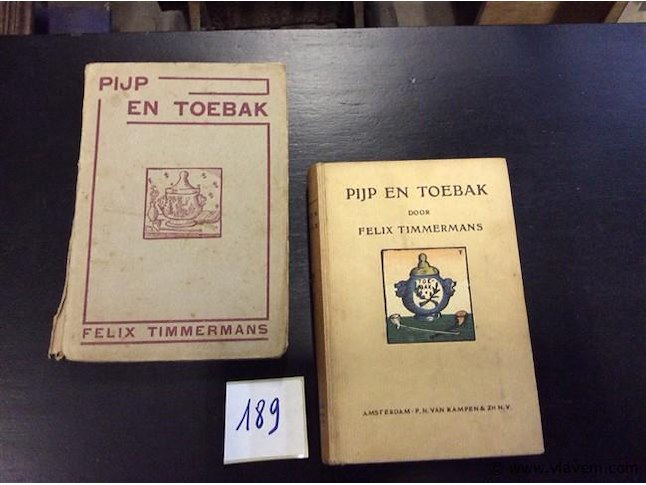 PIJP
EN TOEBAK
FELIX TIMMERMANS
PIJP EN TOEBAK
DOOR
FELIX TIMMERMANS
TOE
BAK
AMSTERDAM - P. N. VAN KAMPEN & ZN N. V.
189
© www.vlavem.com